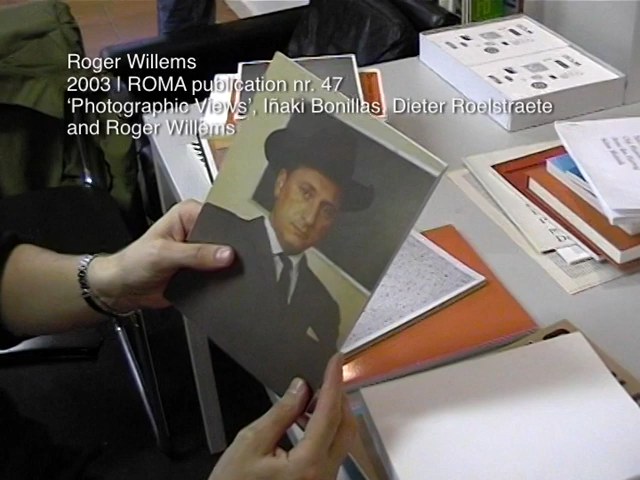 Roger Willems
2003 | ROMA publication nr. 47
‘Photographic Views’, Iñaki Bonillas, Dieter Roelstraete
and Roger Willems